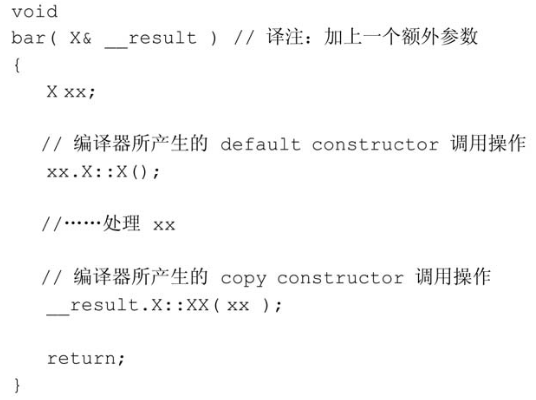 void
bar( X& __result ) // 译注：加上一个额外参数
{
X xx;
// 编译器所产生的 default constructor 调用操作
xx.X::X();
//……处理 xx
// 编译器所产生的 copy constructor 调用操作
__result.X::XX( xx );
return;
}